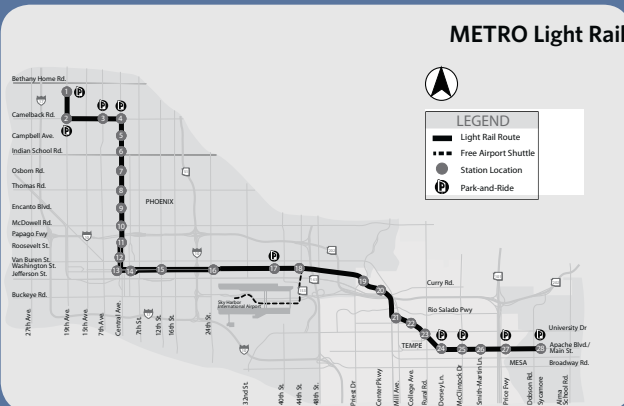 METRO Light Rail
LEGEND
Light Rail Route
Free Airport Shuttle
Station Location
Park-and-Ride
Bethany Home Rd.
Camelback Rd.
Campbell Ave.
Indian School Rd.
Osborn Rd.
Thomas Rd.
Encanto Blvd.
McDowell Rd.
Papago Fwy
Roosevelt St.
Van Buren St.
Washington St.
Jefferson St.
Buckeye Rd.
PHOENIX
1
2
3
4
5
6
7
8
9
10
11
12
13
14
15
16
17
18
19
20
21
22
23
24
25
26
27
28
Sky Harbor
International Airport
Curry Rd.
Rio Salado Pwy
University Dr
Apache Blvd./
Main St.
Broadway Rd.
TEMPE
MESA
27th Ave.
19th Ave.
15th Ave.
7th Ave.
Central Ave.
7th St.
12th St.
16th St.
24th St.
32nd St.
40th St.
44th St.
48th St.
Priest Dr
Center Pkwy
Mill Ave.
College Ave.
Rural Rd.
Dorsey Ln.
McClintock Dr.
Smith-Martin Ln.
Price Fwy
Dobson Rd.
Sycamore
Alma
School Rd.